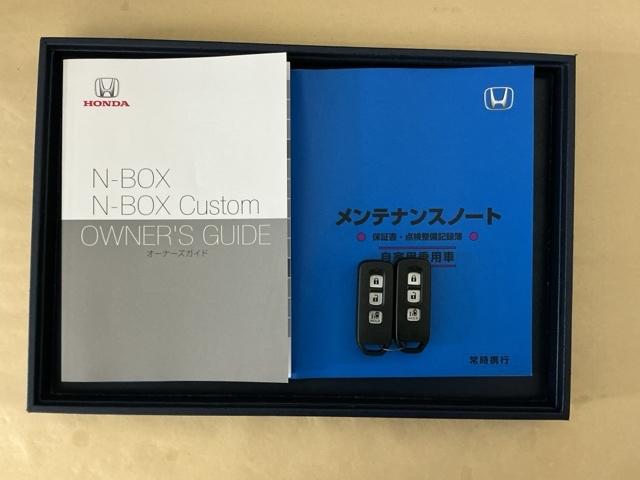 HONDA
N-BOX
N-BOX Custom
OWNER'S GUIDE
オーナーズガイド
メンテナンスノート
保証書・点検整備記録簿
自家用乗用車
常時携行